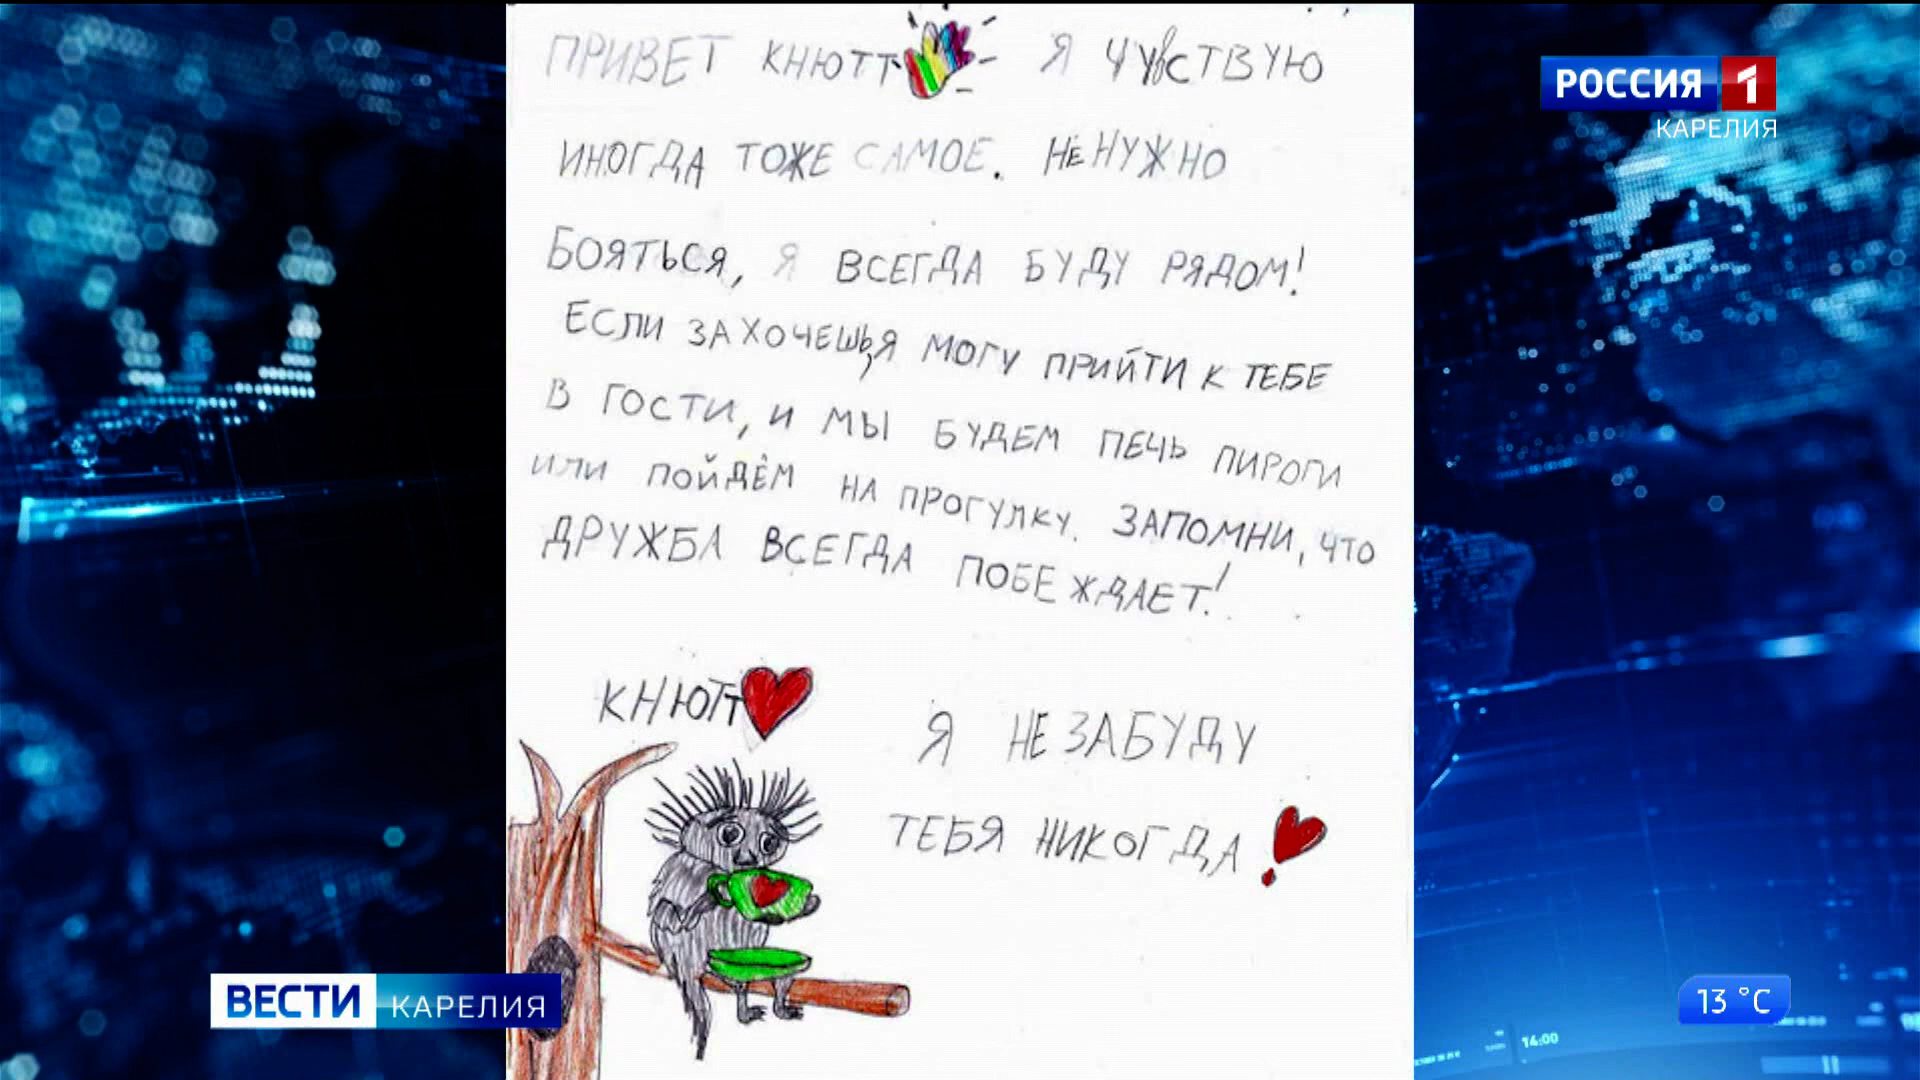 ПРИВЕТ КНЮТТ Я ЧУВСТВУЮ
ИНОГДА ТОЖЕ САМОЕ. НЕ НУЖНО
БОЯТЬСЯ, Я ВСЕГДА БУДУ РЯДОМ!
ЕСЛИ ЗАХОЧЕШЬ, Я МОГУ ПРИЙТИ К ТЕБЕ
В ГОСТИ, И МЫ БУДЕМ ПЕЧЬ ПИРОГИ
ИЛИ ПОЙДЁМ НА ПРОГУЛКУ. ЗАПОМНИ, ЧТО
ДРУЖБА ВСЕГДА ПОБЕЖДАЕТ!
КНЮТТ
Я НЕ ЗАБУДУ
ТЕБЯ НИКОГДА
РОССИЯ 1
КАРЕЛИЯ
ВЕСТИ КАРЕЛИЯ
13 °C
14:00